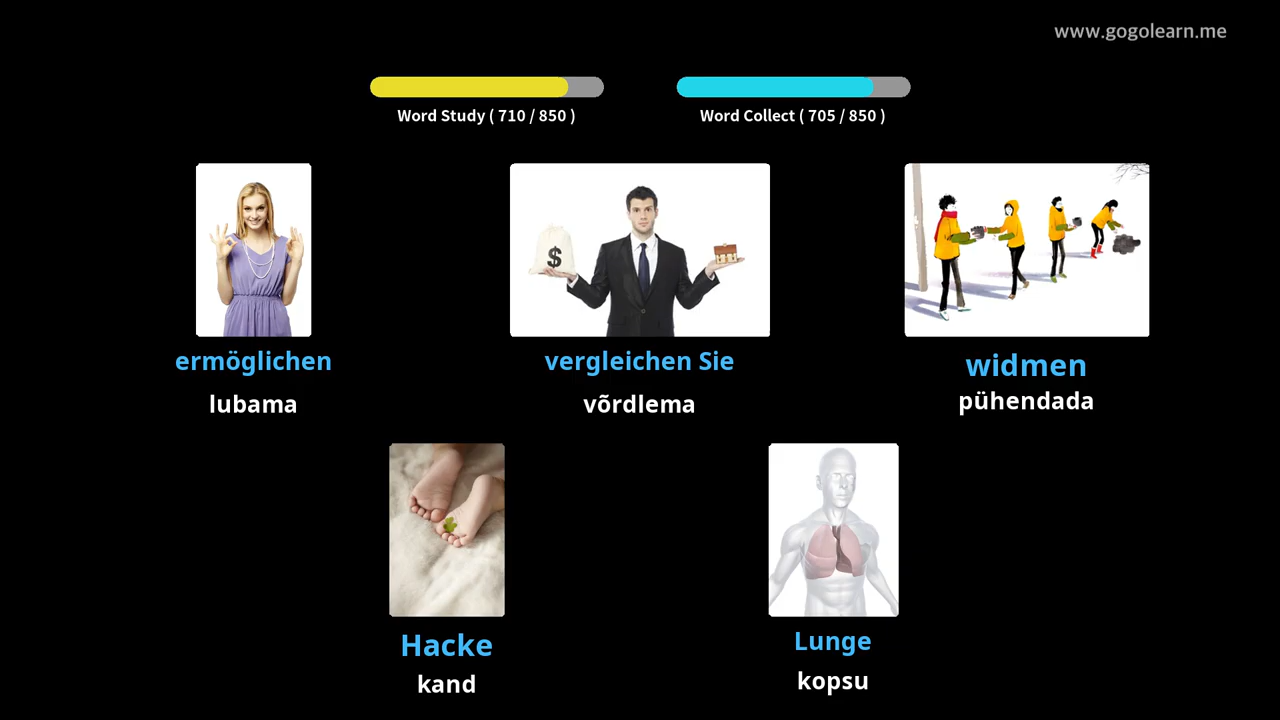 www.gogolearn.me
Word Study ( 710 / 850 )
Word Collect ( 705 / 850 )
$
ermöglichen
lubama
vergleichen Sie
võrdlema
widmen
pühendada
Hacke
kand
Lunge
kopsu